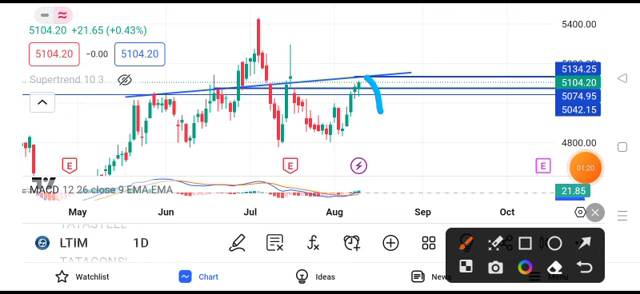 5400.00
5104.20 +21.65 (+0.43%)
5104.20 −0.00 5104.20
5134.25
5104.20
5074.95
5042.15
Supertrend 10 3
4800.00
E E E
01:20
MACD 12 26 close 9 EMA EMA
21.85
May Jun Jul Aug Sep Oct
LTIM 1D
Watchlist Chart Ideas News